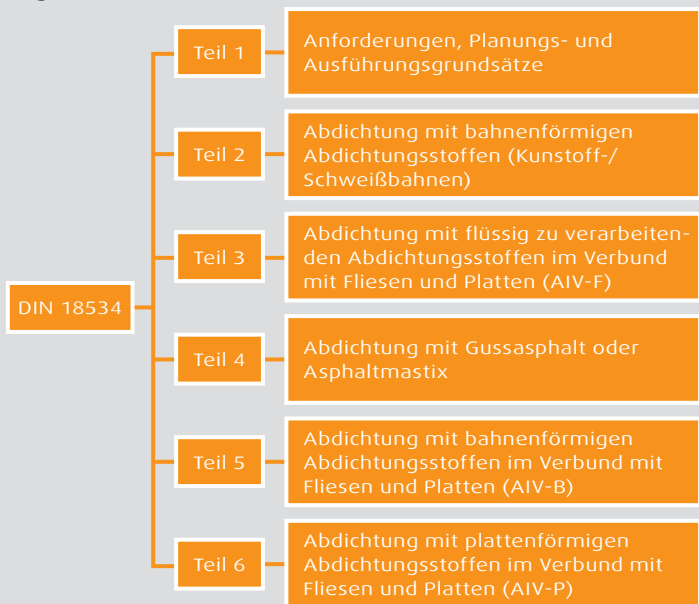 DIN 18534
Teil 1
Anforderungen, Planungs- und
Ausführungsgrundsätze
Teil 2
Abdichtung mit bahnenförmigen
Abdichtungsstoffen (Kunstoff-/
Schweißbahnen)
Teil 3
Abdichtung mit flüssig zu verarbeiten-
den Abdichtungsstoffen im Verbund
mit Fliesen und Platten (AIV-F)
Teil 4
Abdichtung mit Gussasphalt oder
Asphaltmastix
Teil 5
Abdichtung mit bahnenförmigen
Abdichtungsstoffen im Verbund mit
Fliesen und Platten (AIV-B)
Teil 6
Abdichtung mit plattenförmigen
Abdichtungsstoffen im Verbund mit
Fliesen und Platten (AIV-P)